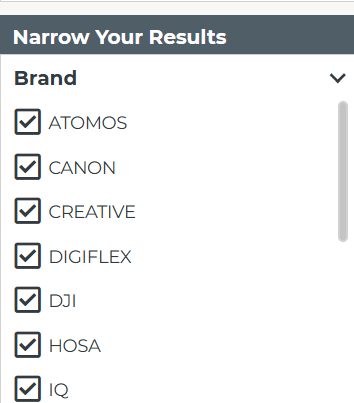 Narrow Your Results
Brand
ATOMOS
CANON
CREATIVE
DIGIFLEX
DJI
HOSA
IQ